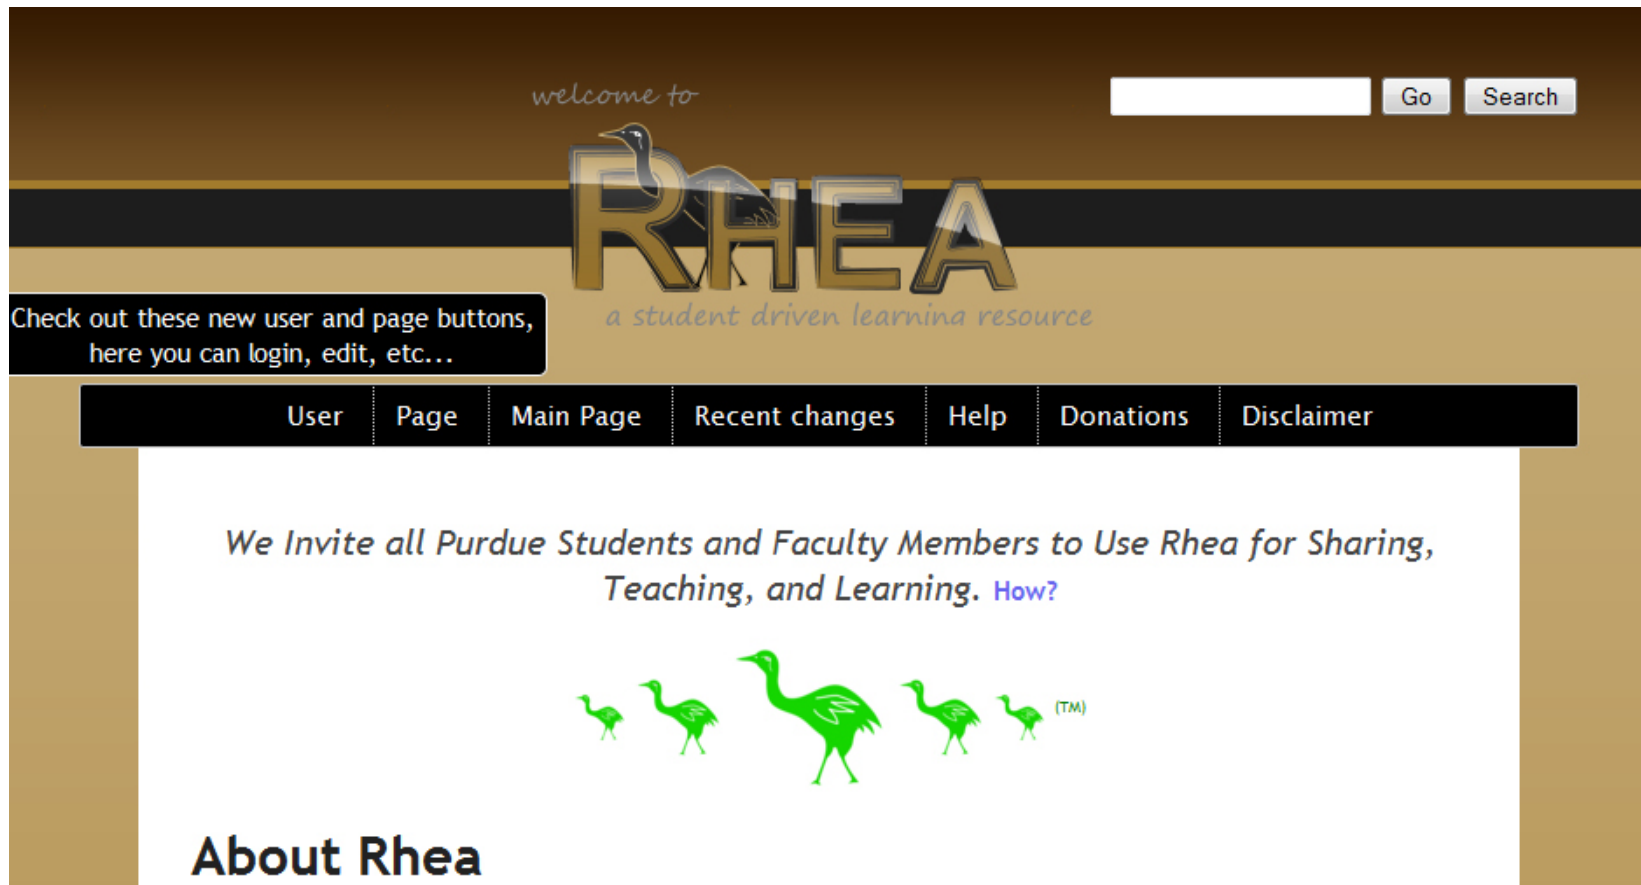 welcome to
Go
Search
RHEA
a student driven learning resource
Check out these new user and page buttons,
here you can login, edit, etc...
User
Page
Main Page
Recent changes
Help
Donations
Disclaimer
We Invite all Purdue Students and Faculty Members to Use Rhea for Sharing,
Teaching, and Learning. How?
(TM)
About Rhea